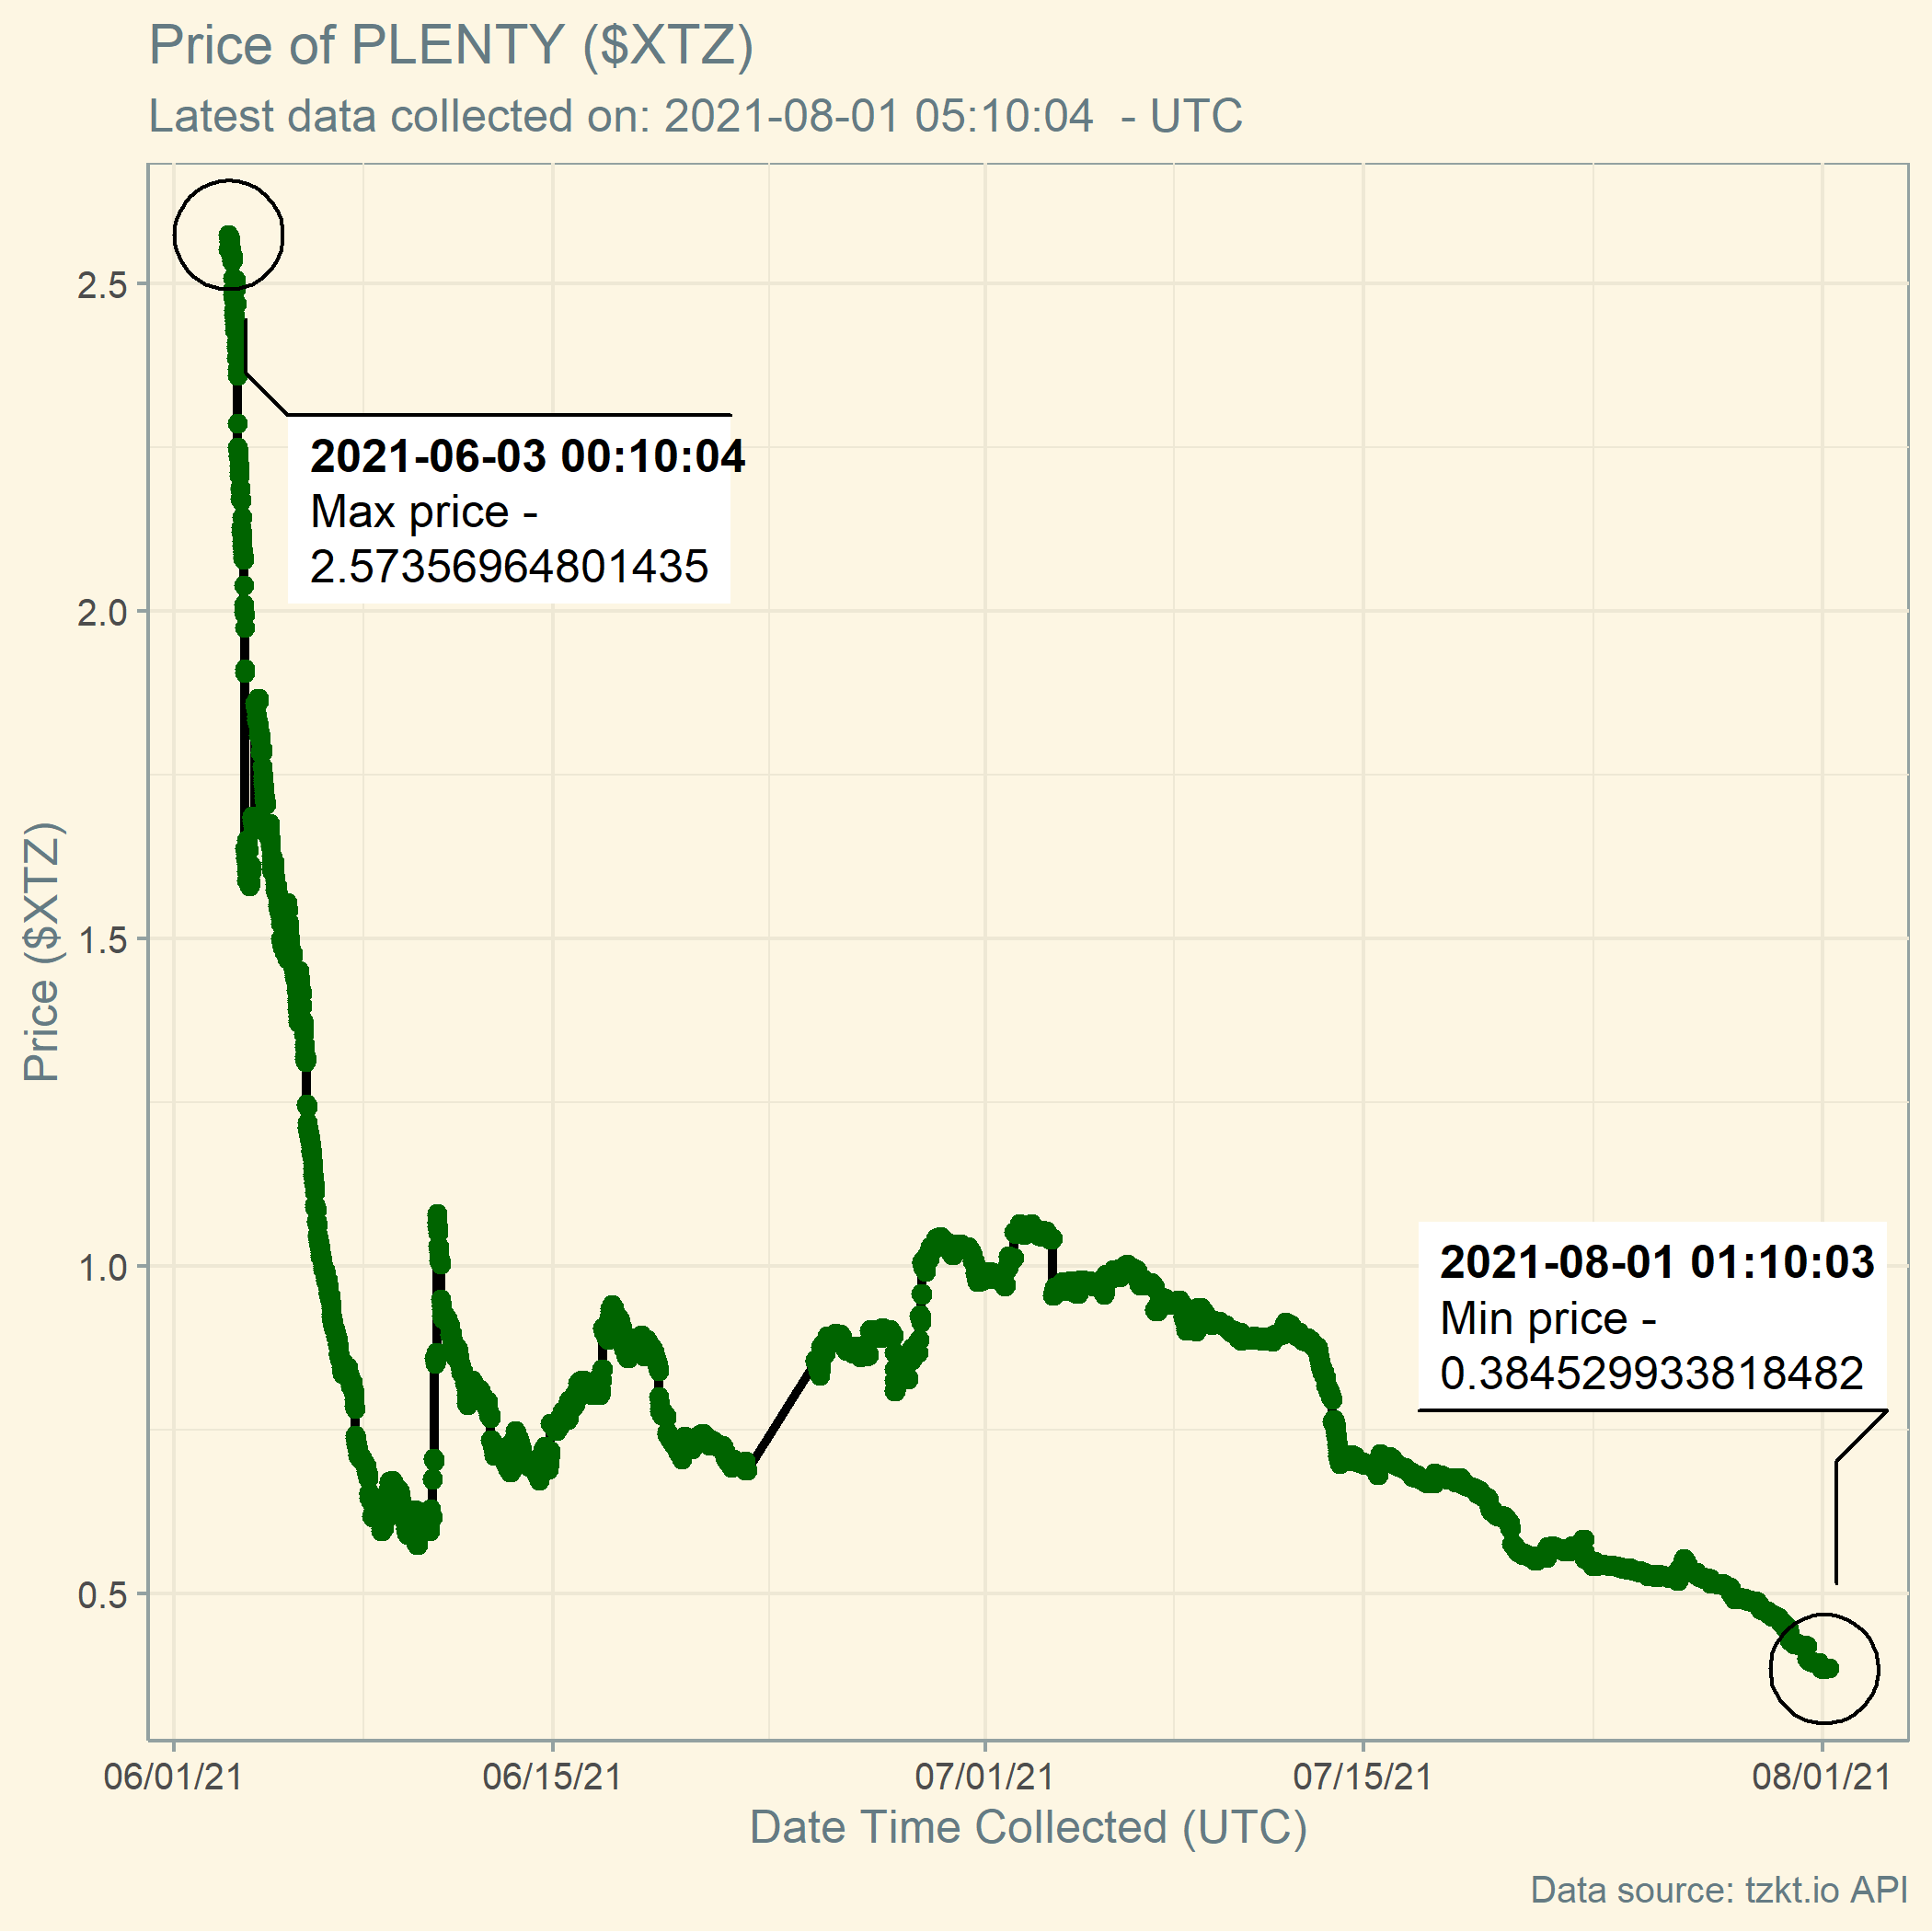 Price of PLENTY ($XTZ)
Latest data collected on: 2021-08-01 05:10:04  - UTC
2.5
2.0
1.5
1.0
0.5
Price ($XTZ)
2021-06-03 00:10:04
Max price -
2.57356964801435
2021-08-01 01:10:03
Min price -
0.384529933818482
06/01/21
06/15/21
07/01/21
07/15/21
08/01/21
Date Time Collected (UTC)
Data source: tzkt.io API